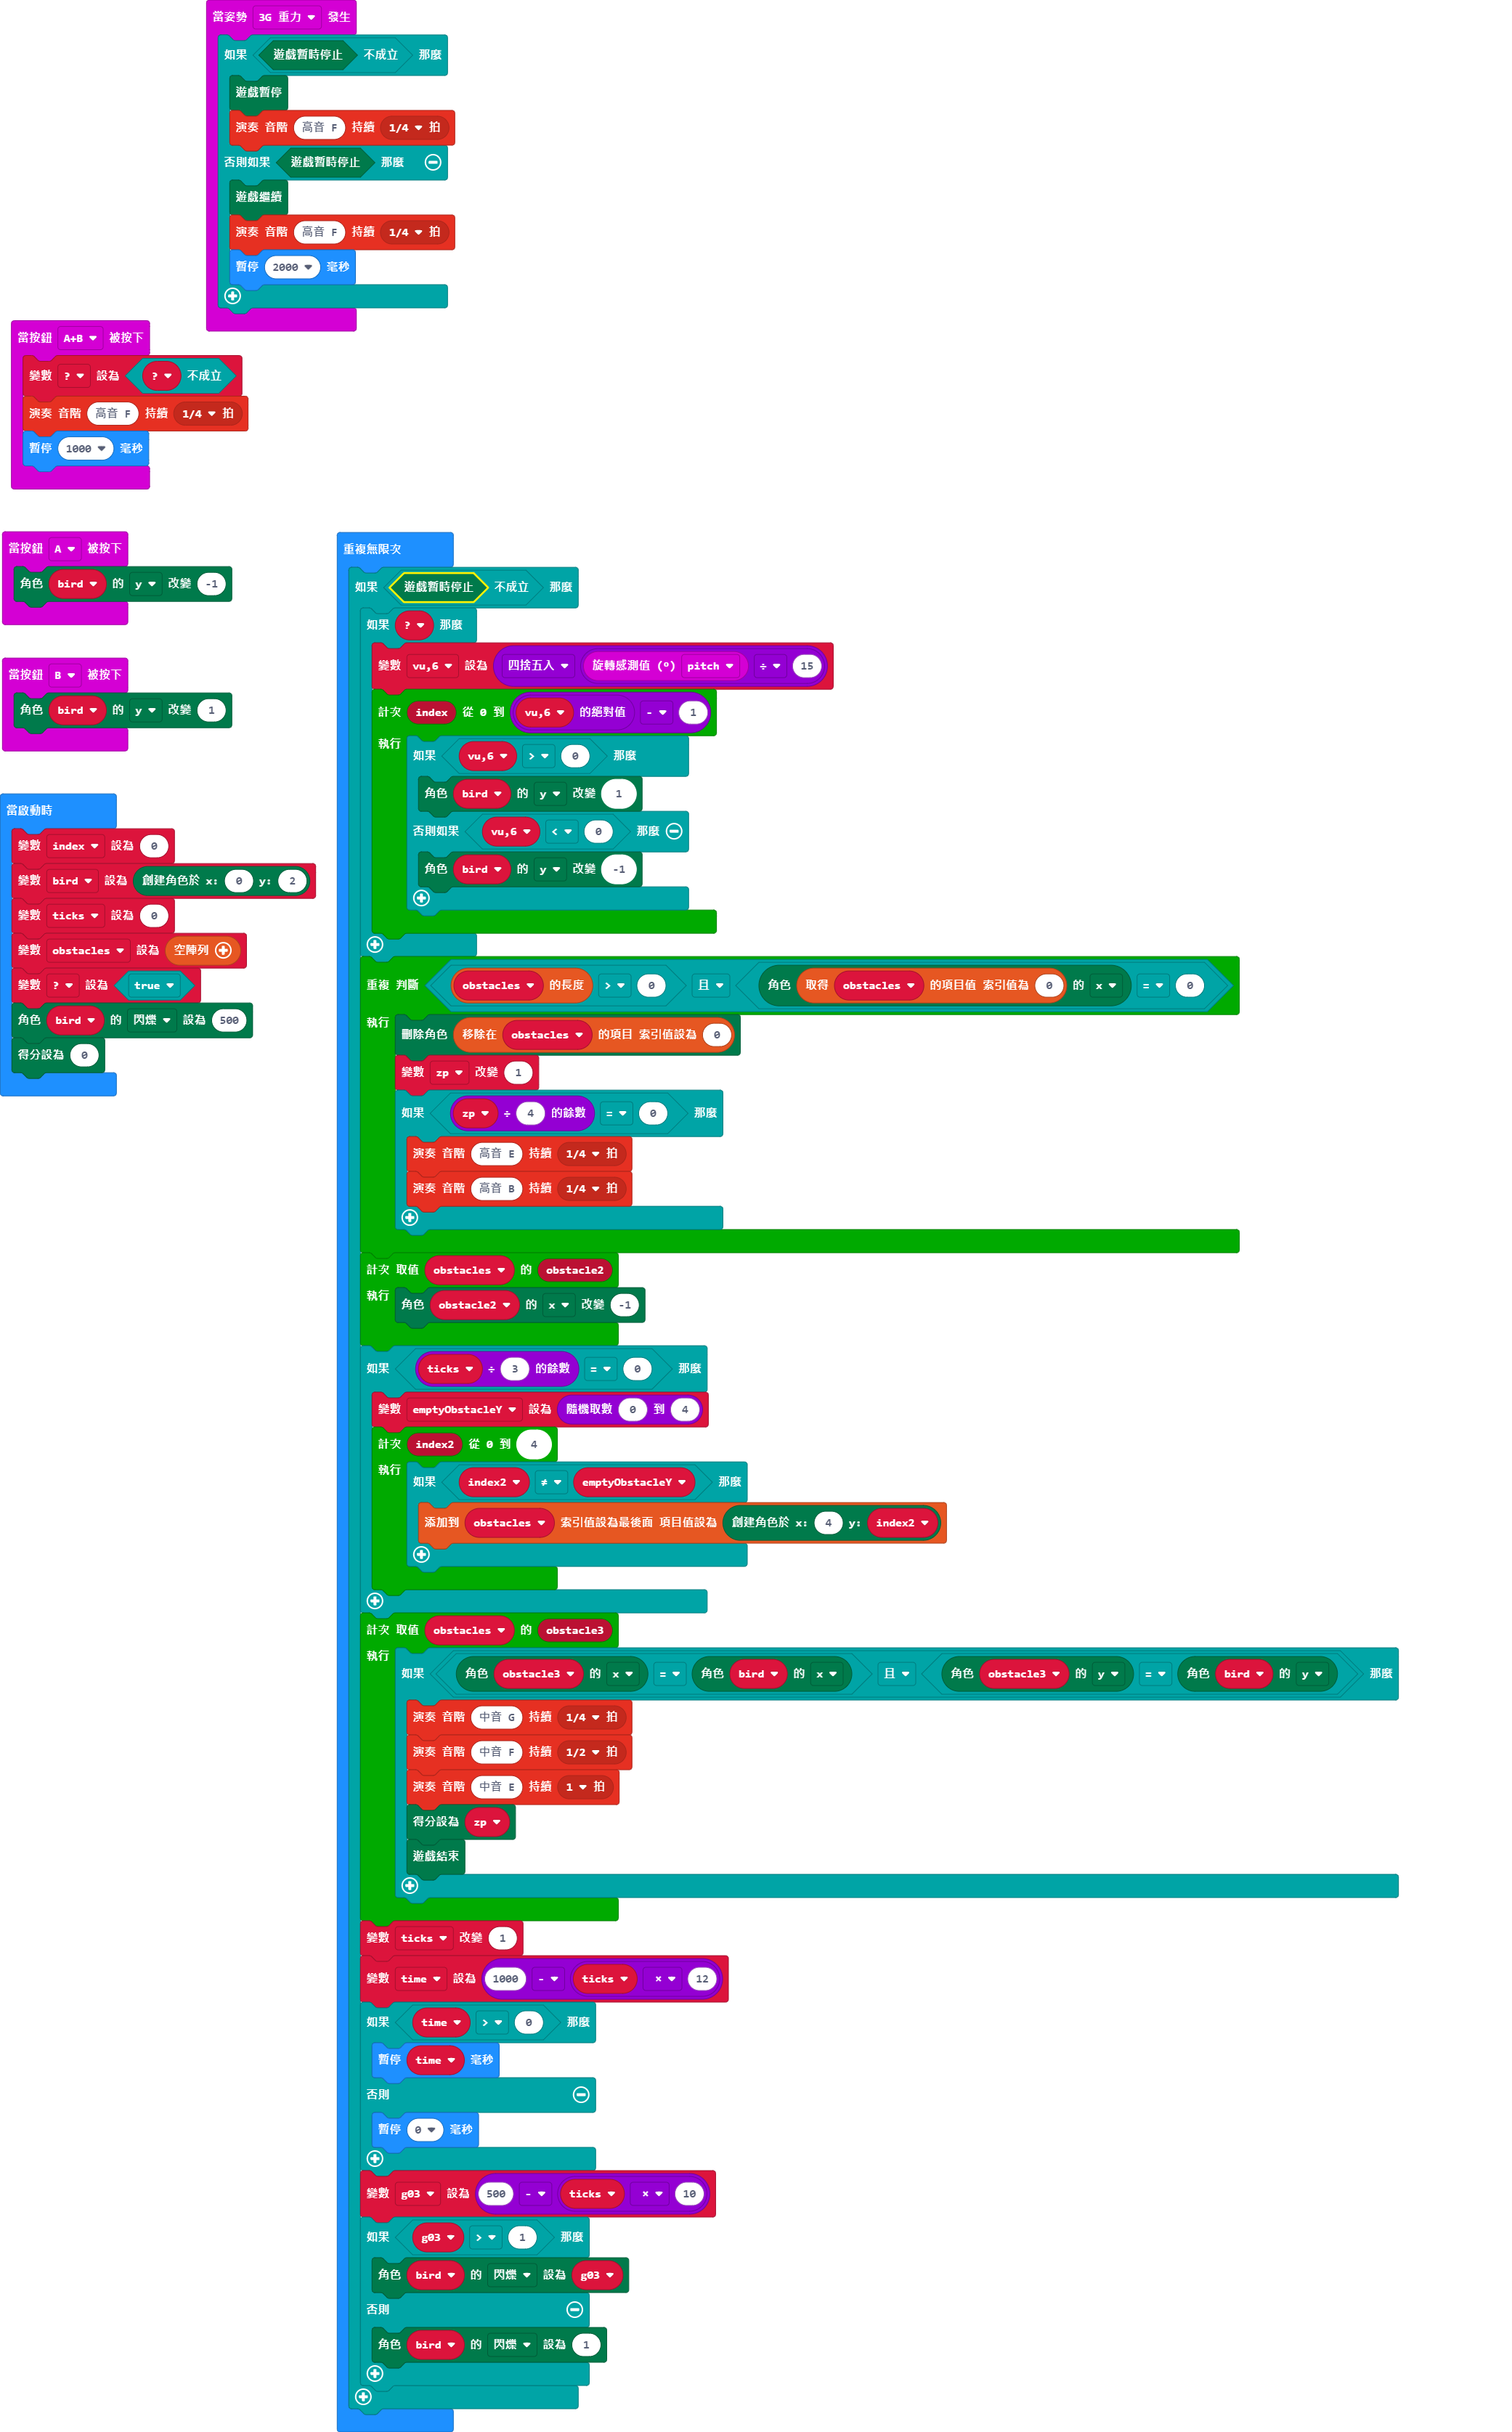 當姿勢 3G 重力 發生
如果 遊戲暫時停止 不成立 那麼
遊戲暫停
演奏 音階 高音 F 持續 1/4 拍
否則如果 遊戲暫時停止 那麼
遊戲繼續
演奏 音階 高音 F 持續 1/4 拍
暫停 2000 毫秒
當按鈕 A+B 被按下
變數 ? 設為 ? 不成立
演奏 音階 高音 F 持續 1/4 拍
暫停 1000 毫秒
當按鈕 A 被按下
角色 bird 的 y 改變 -1
當按鈕 B 被按下
角色 bird 的 y 改變 1
當啟動時
變數 index 設為 0
變數 bird 設為 創建角色於 x: 0 y: 2
變數 ticks 設為 0
變數 obstacles 設為 空陣列
變數 ? 設為 true
角色 bird 的 閃爍 設為 500
得分設為 0
重複無限次
如果 遊戲暫時停止 不成立 那麼
如果 ? 那麼
變數 vu,6 設為 四捨五入 旋轉感測值 (º) pitch ÷ 15
計次 index 從 0 到 vu,6 的絕對值 - 1
執行
如果 vu,6 > 0 那麼
角色 bird 的 y 改變 1
否則如果 vu,6 < 0 那麼
角色 bird 的 y 改變 -1
重複 判斷 obstacles 的長度 > 0 且 角色 取得 obstacles 的項目值 索引值為 0 的 x = 0
執行
刪除角色 移除在 obstacles 的項目 索引值設為 0
變數 zp 改變 1
如果 zp ÷ 4 的餘數 = 0 那麼
演奏 音階 高音 E 持續 1/4 拍
演奏 音階 高音 B 持續 1/4 拍
計次 取值 obstacles 的 obstacle2
執行 角色 obstacle2 的 x 改變 -1
如果 ticks ÷ 3 的餘數 = 0 那麼
變數 emptyObstacleY 設為 隨機取數 0 到 4
計次 index2 從 0 到 4
執行
如果 index2 ≠ emptyObstacleY 那麼
添加到 obstacles 索引值設為最後面 項目值設為 創建角色於 x: 4 y: index2
計次 取值 obstacles 的 obstacle3
執行
如果 角色 obstacle3 的 x = 角色 bird 的 x 且 角色 obstacle3 的 y = 角色 bird 的 y 那麼
演奏 音階 中音 G 持續 1/4 拍
演奏 音階 中音 F 持續 1/2 拍
演奏 音階 中音 E 持續 1 拍
得分設為 zp
遊戲結束
變數 ticks 改變 1
變數 time 設為 1000 - ticks × 12
如果 time > 0 那麼
暫停 time 毫秒
否則
暫停 0 毫秒
變數 g03 設為 500 - ticks × 10
如果 g03 > 1 那麼
角色 bird 的 閃爍 設為 g03
否則
角色 bird 的 閃爍 設為 1